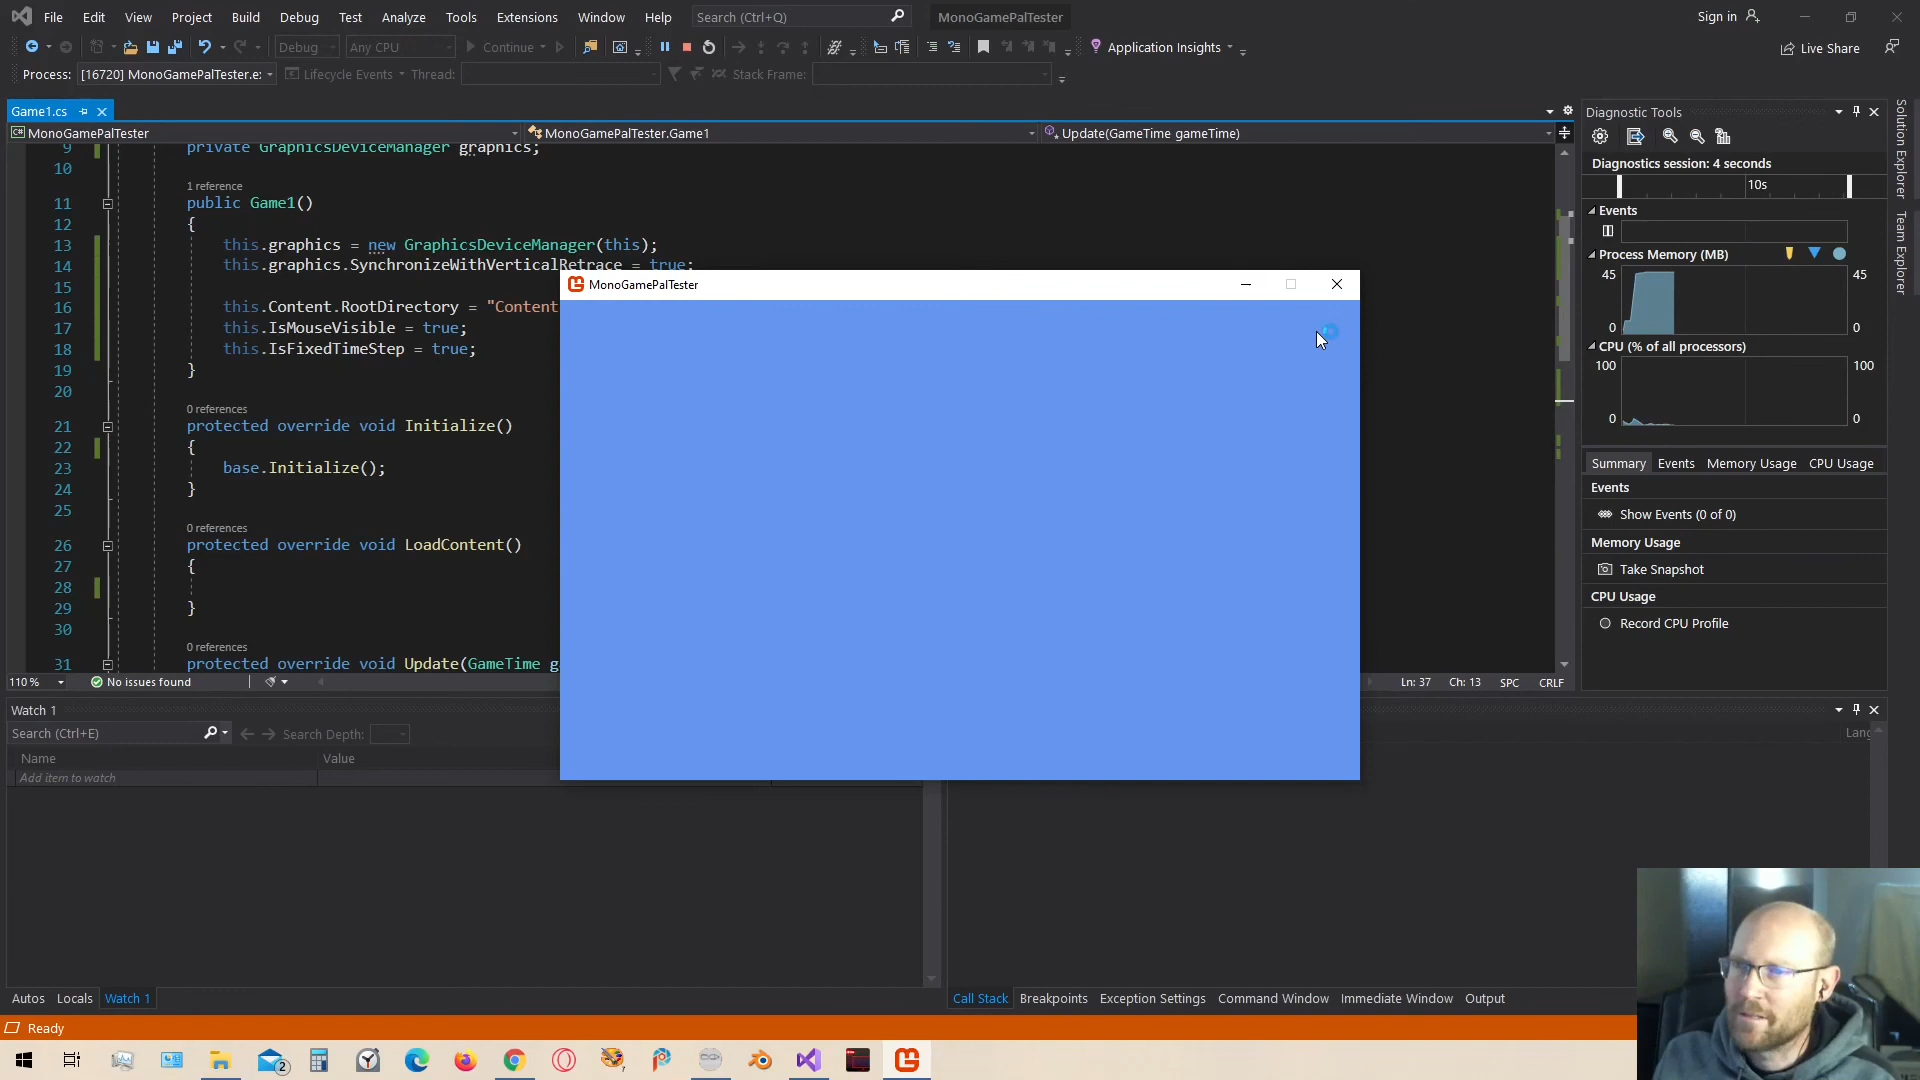 File Edit View Project Build Debug Test Analyze Tools Extensions Window Help Search (Ctrl+Q) MonoGamePalTester Sign in
Debug Any CPU Continue Application Insights Live Share
Process: [16720] MonoGamePalTester.e: Lifecycle Events Thread: Stack Frame:
Game1.cs
MonoGamePalTester MonoGamePalTester.Game1 Update(GameTime gameTime)
9 private GraphicsDeviceManager graphics;
10
1 reference
11 public Game1()
12 {
13 this.graphics = new GraphicsDeviceManager(this);
14 this.graphics.SynchronizeWithVerticalRetrace = true;
15
16 this.Content.RootDirectory = "Content
17 this.IsMouseVisible = true;
18 this.IsFixedTimeStep = true;
19 }
20
0 references
21 protected override void Initialize()
22 {
23 base.Initialize();
24 }
25
0 references
26 protected override void LoadContent()
27 {
28
29 }
30
0 references
31 protected override void Update(GameTime g
110 % No issues found Ln: 37 Ch: 13 SPC CRLF
MonoGamePalTester
Diagnostic Tools
Diagnostics session: 4 seconds
10s
Events
Process Memory (MB)
45 45
0 0
CPU (% of all processors)
100 100
0 0
Summary Events Memory Usage CPU Usage
Events
Show Events (0 of 0)
Memory Usage
Take Snapshot
CPU Usage
Record CPU Profile
Solution Explorer
Team Explorer
Watch 1
Search (Ctrl+E) Search Depth:
Name Value
Add item to watch
Lang
Autos Locals Watch 1
Call Stack Breakpoints Exception Settings Command Window Immediate Window Output
Ready
2